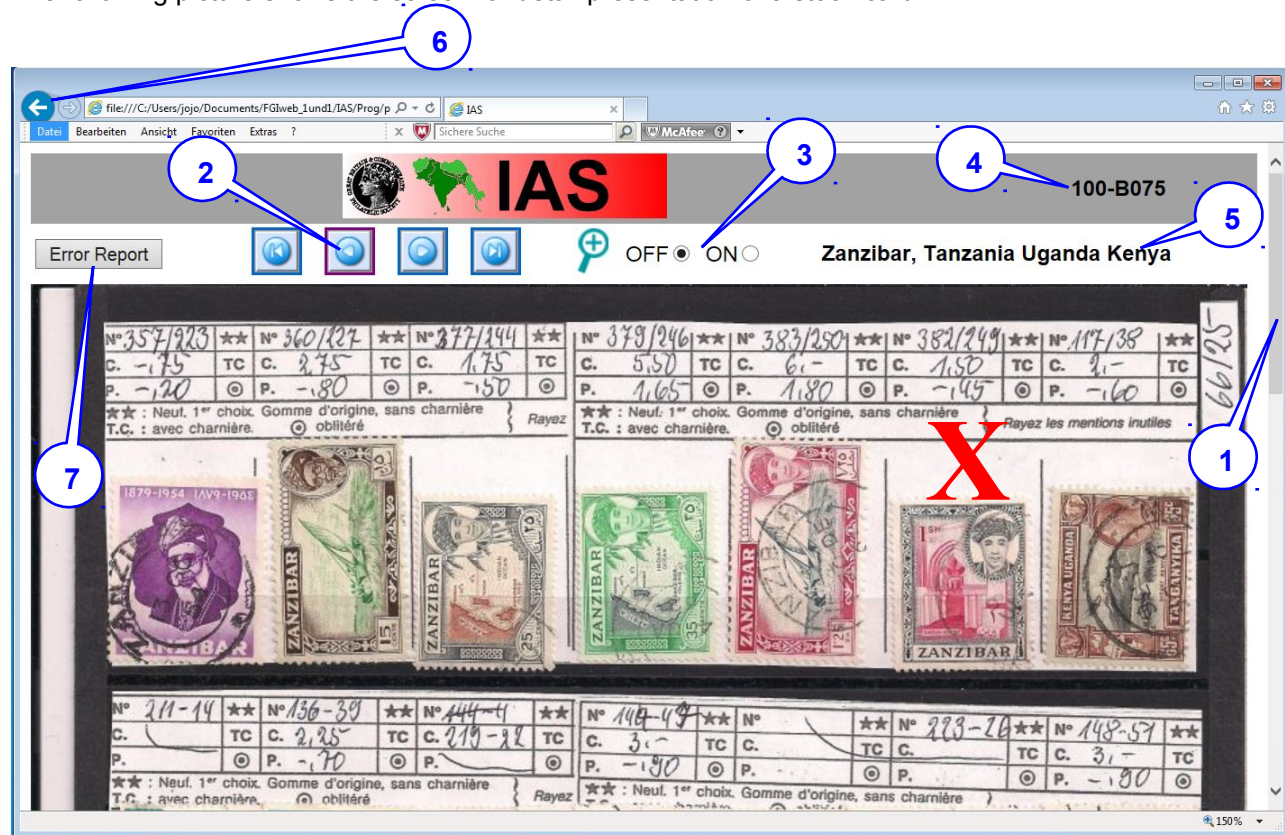 6
file:///C:/Users/jojo/Documents/FGIweb_1und1/IAS/Prog/p
IAS
Datei Bearbeiten Ansicht Favoriten Extras ?
Sichere Suche
McAfee
2
3
4
IAS
100-B075
5
Error Report
OFF ON
Zanzibar, Tanzania Uganda Kenya
N° 357/223 ★★ N° 360/227 ★★ N° 377/244 ★★ N° 379/246 ★★ N° 383/250 ★★ N° 382/249 ★★ N° 117/38 ★★
C. -,75 TC C. 2,75 TC C. 1,75 TC C. 5,50 TC C. 6,- TC C. 1,50 TC C. 2,- TC
P. -,20 P. -,80 P. -,50 P. 1,65 P. 1,80 P. -,45 P. -,60
66/25
★★ : Neuf. 1er choix. Gomme d'origine, sans charnière
T.C. : avec charnière. oblitéré
Rayez
★★ : Neuf. 1er choix. Gomme d'origine, sans charnière
T.C. : avec charnière. oblitéré
Rayez les mentions inutiles
X
7
1
1879-1954
ZANZIBAR
ZANZIBAR
15
ZANZIBAR
25
ZANZIBAR
35
ZANZIBAR
1
ZANZIBAR
KENYA UGANDA
TANGANYIKA
N° 211-14 ★★ N° 136-39 ★★ N° ★★ N° ★★ N° ★★ N° 223-26 ★★ N° 148-51 ★★
C. TC C. 2,25 TC C. 219-22 TC C. 3,- TC C. TC C. TC C. 3,- TC
P. P. -,70 P. P. -,90 P. P. P. -,90
★★ : Neuf. 1er choix. Gomme d'origine, sans charnière
T.C. : avec charnière. oblitéré
Rayez
★★ : Neuf. 1er choix. Gomme d'origine, sans charnière
150%